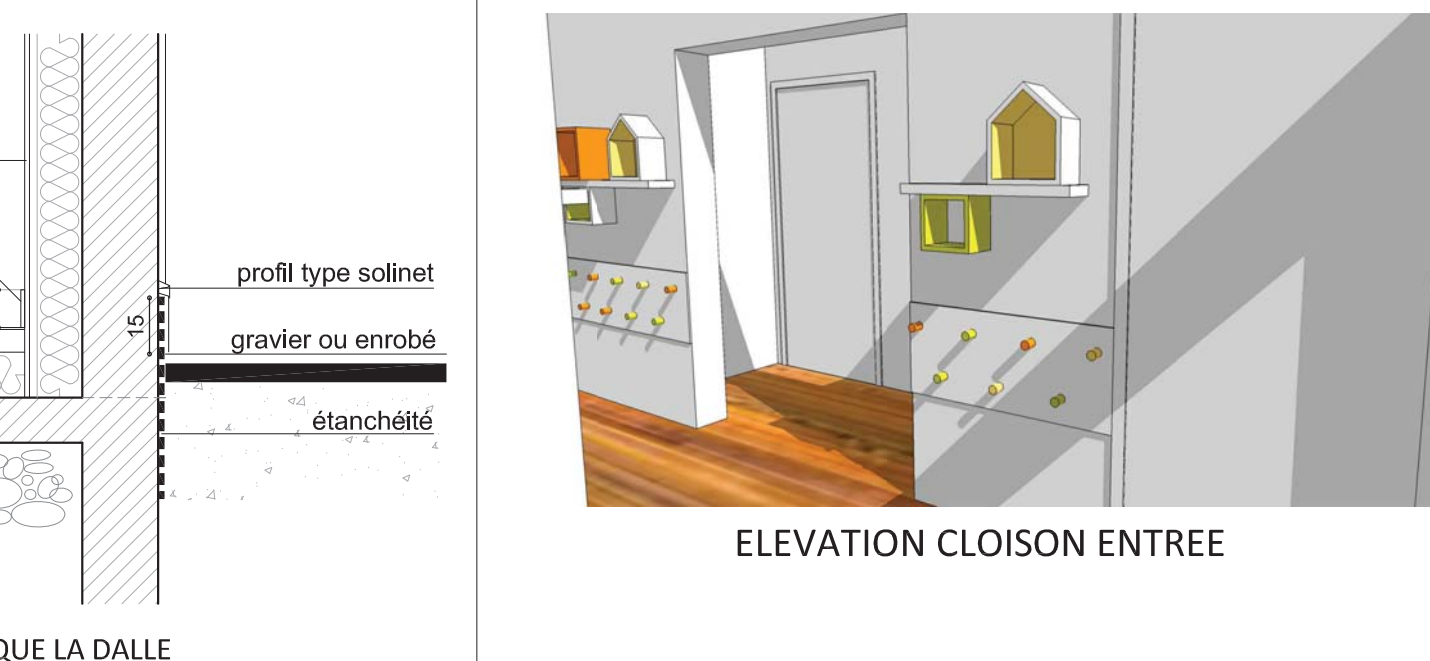 profil type solinet
15
gravier ou enrobé
étanchéité
QUE LA DALLE
ELEVATION CLOISON ENTREE